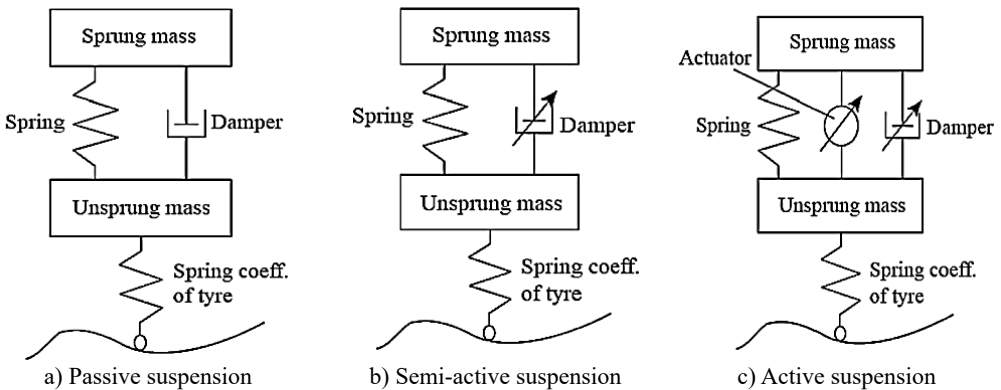 Sprung mass
Spring
Damper
Unsprung mass
Spring coeff.
of tyre
a) Passive suspension
Sprung mass
Spring
Damper
Unsprung mass
Spring coeff.
of tyre
b) Semi-active suspension
Actuator
Sprung mass
Spring
Damper
Unsprung mass
Spring coeff.
of tyre
c) Active suspension